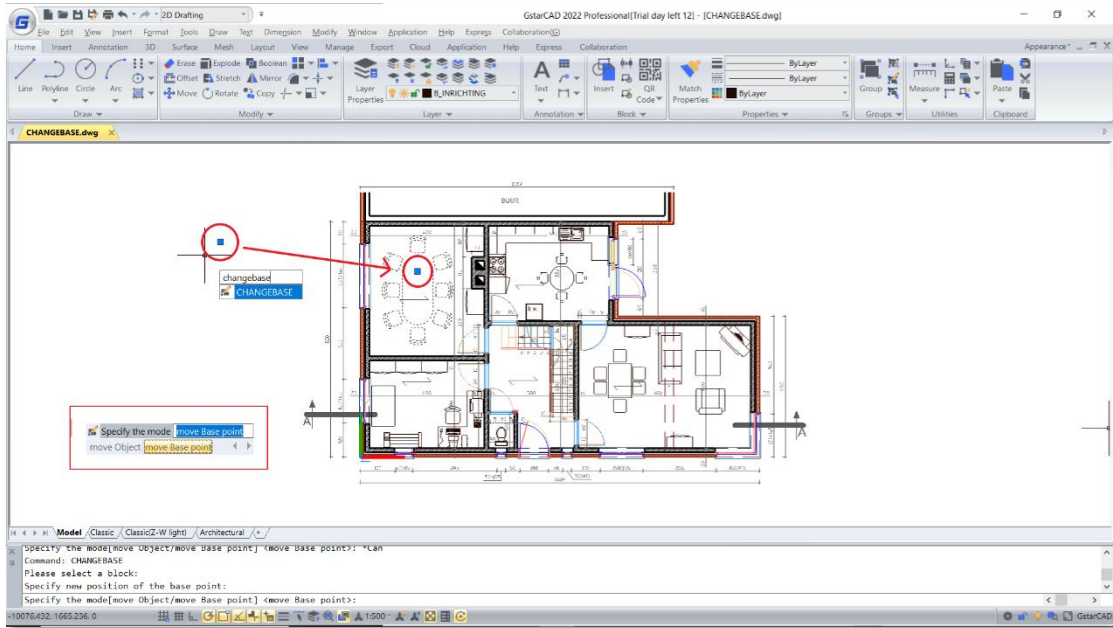 2D Drafting
GstarCAD 2022 Professional[Trial day left 12] - [CHANGEBASE.dwg]
File Edit View Insert Format Tools Draw Text Dimension Modify Window Application Help Express Collaboration(G)
Home Insert Annotation 3D Surface Mesh Layout View Manage Export Cloud Application Help Express Collaboration Appearance
Erase Explode Boolean
Offset Stretch Mirror
Move Rotate Copy
Line Polyline Circle Arc
Layer Properties
B_INRICHTING
Text
Insert
QR Code
Match Properties
ByLayer
ByLayer
ByLayer
Group
Measure
Paste
Draw Modify Layer Annotation Block Properties Groups Utilities Clipboard
CHANGEBASE.dwg
BUUR
changebase
CHANGEBASE
A
A
Specify the mode move Base point
move Object move Base point
Model Classic Classic(Z-W light) Architectural +
Specify the mode[move Object/move Base point] <move Base point>: *Can
Command: CHANGEBASE
Please select a block:
Specify new position of the base point:
Specify the mode[move Object/move Base point] <move Base point>:
-10076.432, 1665.236, 0
1:500
GstarCAD